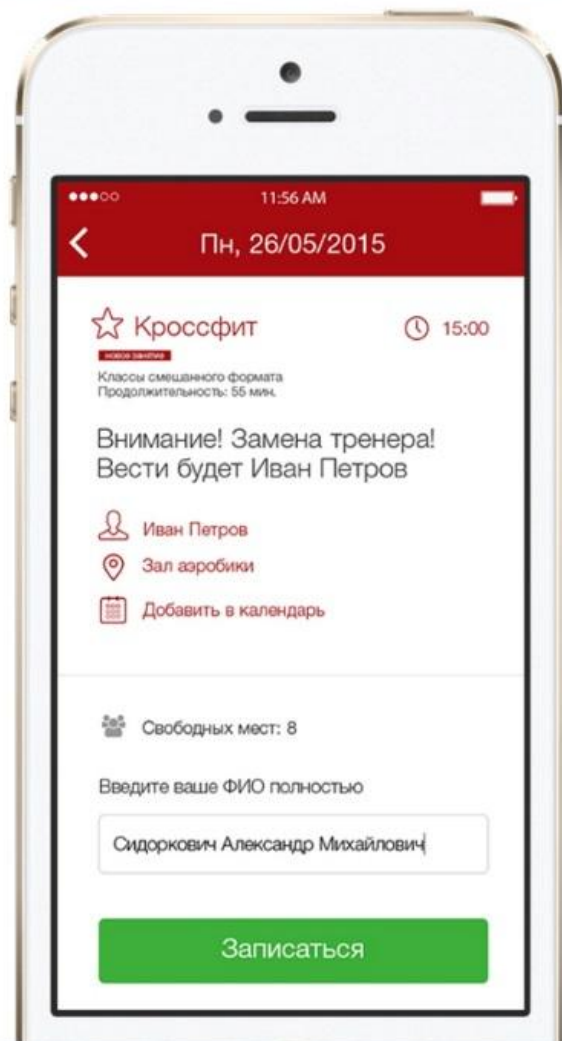 11:56 AM
Пн, 26/05/2015
Кроссфит 15:00
новое занятие
Классы смешанного формата
Продолжительность: 55 мин.
Внимание! Замена тренера!
Вести будет Иван Петров
Иван Петров
Зал аэробики
Добавить в календарь
Свободных мест: 8
Введите ваше ФИО полностью
Сидоркович Александр Михайлович
Записаться